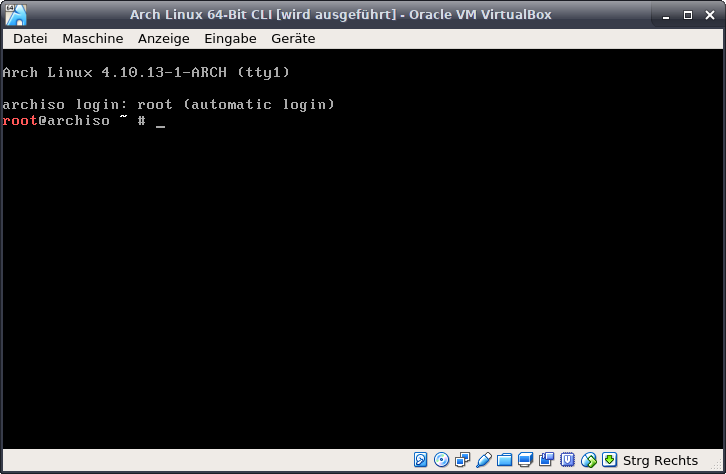 Arch Linux 64-Bit CLI [wird ausgeführt] - Oracle VM VirtualBox
Datei Maschine Anzeige Eingabe Geräte
Arch Linux 4.10.13-1-ARCH (tty1)
archiso login: root (automatic login)
root@archiso ~ # _
Strg Rechts